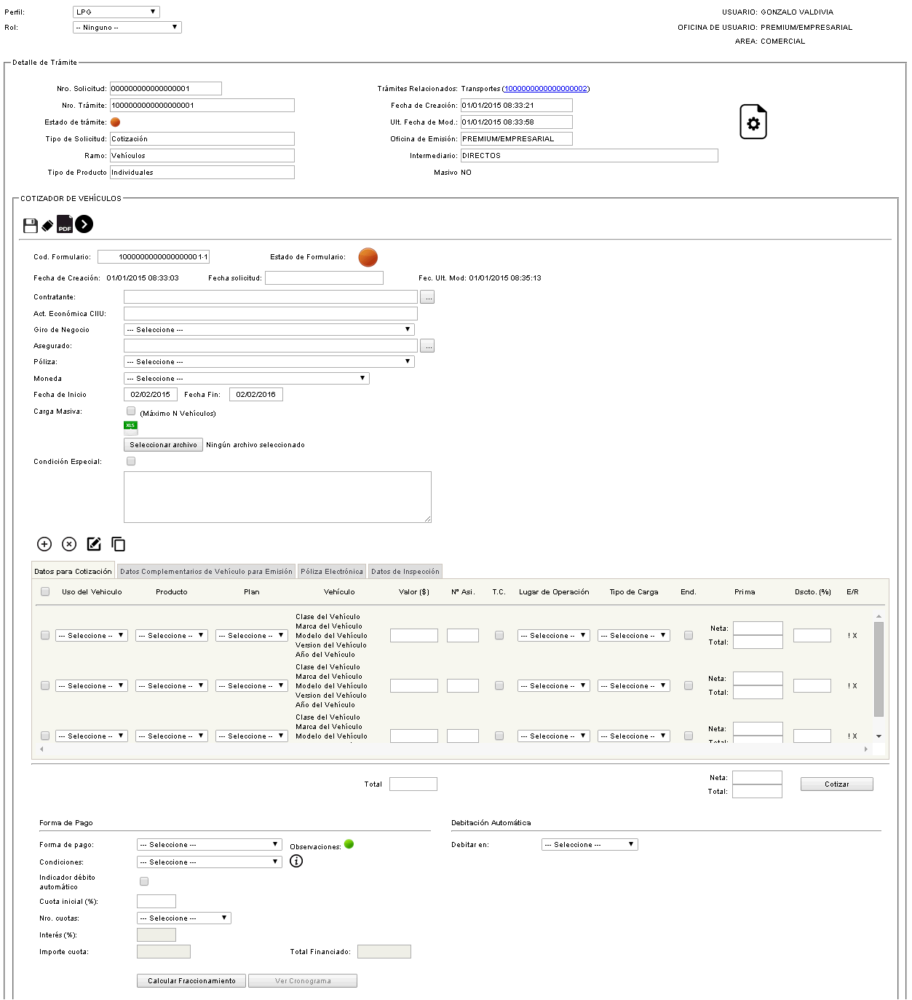 Perfil: LPG
USUARIO: GONZALO VALDIVIA
Rol: -- Ninguno --
OFICINA DE USUARIO: PREMIUM/EMPRESARIAL
AREA: COMERCIAL
Detalle de Trámite
Nro. Solicitud: 000000000000000001
Trámites Relacionados: Transportes (1000000000000000002)
Nro. Trámite: 1000000000000000001
Fecha de Creación: 01/01/2015 08:33:21
Estado de trámite:
Ult. Fecha de Mod.: 01/01/2015 08:33:58
Tipo de Solicitud: Cotización
Oficina de Emisión: PREMIUM/EMPRESARIAL
Ramo: Vehículos
Intermediario: DIRECTOS
Tipo de Producto Individuales
Masivo NO
COTIZADOR DE VEHÍCULOS
PDF
Cod. Formulario: 1000000000000000001-1
Estado de Formulario:
Fecha de Creación: 01/01/2015 08:33:03
Fecha solicitud:
Fec. Ult. Mod: 01/01/2015 08:35:13
Contratante: ...
Act. Económica CIIU:
Giro de Negocio --- Seleccione ---
Asegurado: ...
Póliza: --- Seleccione ---
Moneda --- Seleccione ---
Fecha de Inicio 02/02/2015 Fecha Fin: 02/02/2016
Carga Masiva: (Máximo N Vehículos)
XLS
Seleccionar archivo Ningún archivo seleccionado
Condición Especial:
Datos para Cotización Datos Complementarios de Vehículo para Emisión Póliza Electrónica Datos de Inspección
Uso del Vehiculo Producto Plan Vehículo Valor ($) Nº Asi. T.C. Lugar de Operación Tipo de Carga End. Prima Dscto. (%) E/R
Clase del Vehículo
Marca del Vehículo
Neta:
--- Seleccione -- --- Seleccione -- --- Seleccione -- Modelo del Vehículo --- Seleccione -- --- Seleccione -- ! X
Total:
Version del Vehículo
Año del Vehículo
Clase del Vehículo
Marca del Vehículo
Neta:
--- Seleccione -- --- Seleccione -- --- Seleccione -- Modelo del Vehículo --- Seleccione -- --- Seleccione -- ! X
Total:
Version del Vehículo
Año del Vehículo
Clase del Vehículo
Marca del Vehículo
Neta:
--- Seleccione -- --- Seleccione -- --- Seleccione -- Modelo del Vehículo --- Seleccione -- --- Seleccione -- ! X
Total:
Total
Neta:
Total:
Cotizar
Forma de Pago
Debitación Automática
Forma de pago: --- Seleccione --- Observaciones:
Debitar en: --- Seleccione ---
Condiciones: --- Seleccione --- i
Indicador débito
automático
Cuota inicial (%):
Nro. cuotas: --- Seleccione ---
Interés (%):
Importe cuota: Total Financiado:
Calcular Fraccionamiento Ver Cronograma